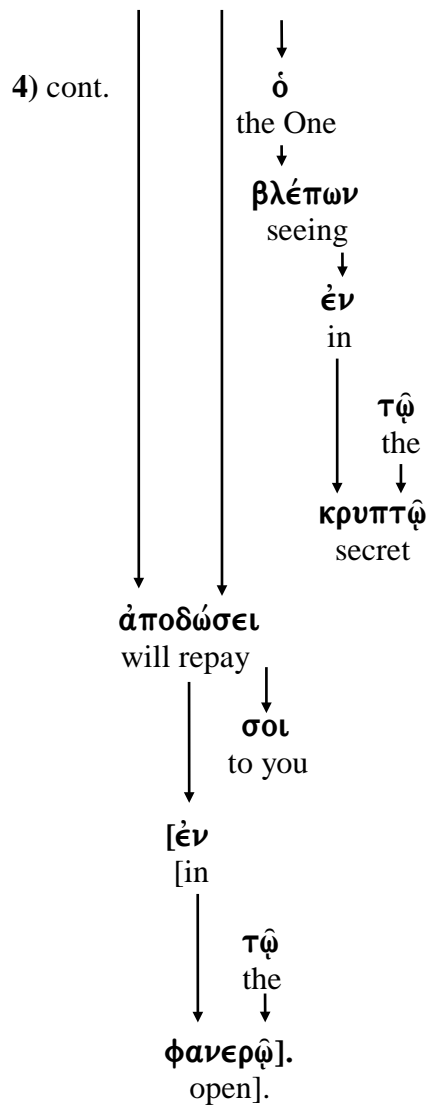 4) cont.
ὁ
the One
βλέπων
seeing
ἐν
in
τῷ
the
κρυπτῷ
secret
ἀποδώσει
will repay
σοι
to you
[ἐν
[in
τῷ
the
φανερῷ].
open].